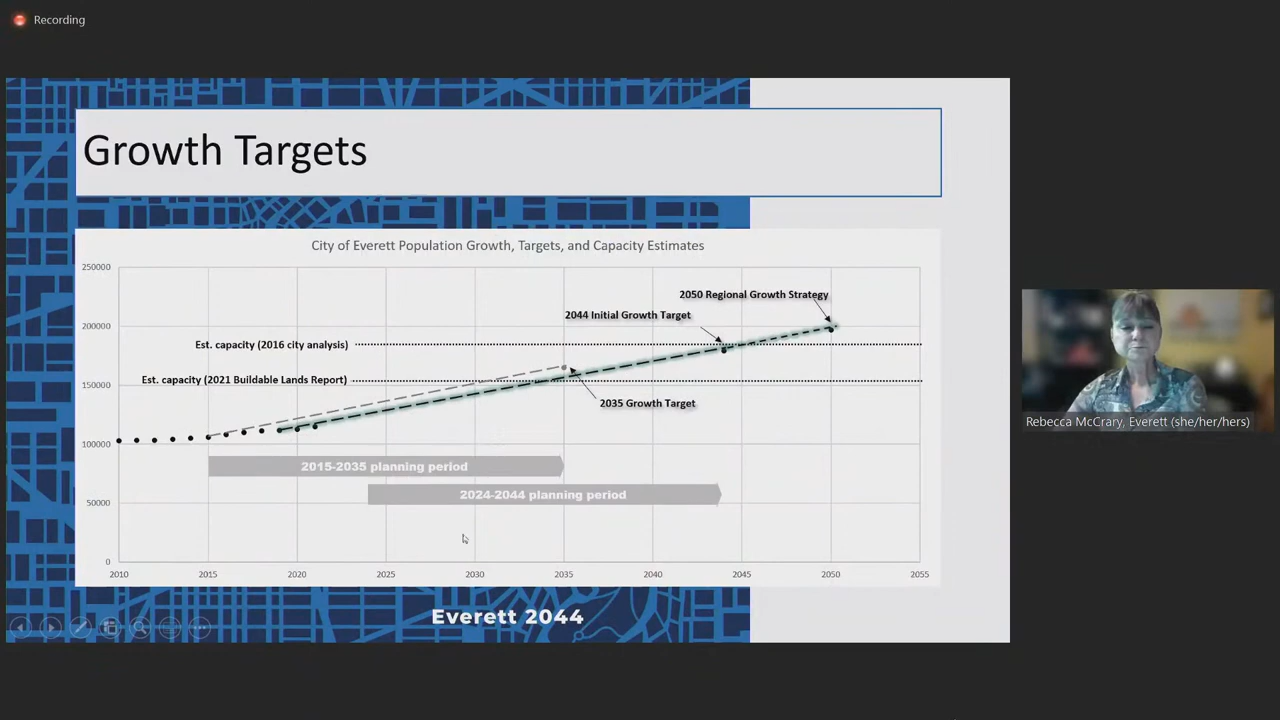 Recording
Growth Targets
City of Everett Population Growth, Targets, and Capacity Estimates
250000
200000
150000
100000
50000
0
2050 Regional Growth Strategy
2044 Initial Growth Target
Est. capacity (2016 city analysis)
Est. capacity (2021 Buildable Lands Report)
2035 Growth Target
2015-2035 planning period
2024-2044 planning period
2010 2015 2020 2025 2030 2035 2040 2045 2050 2055
Everett 2044
Rebecca McCrary, Everett (she/her/hers)